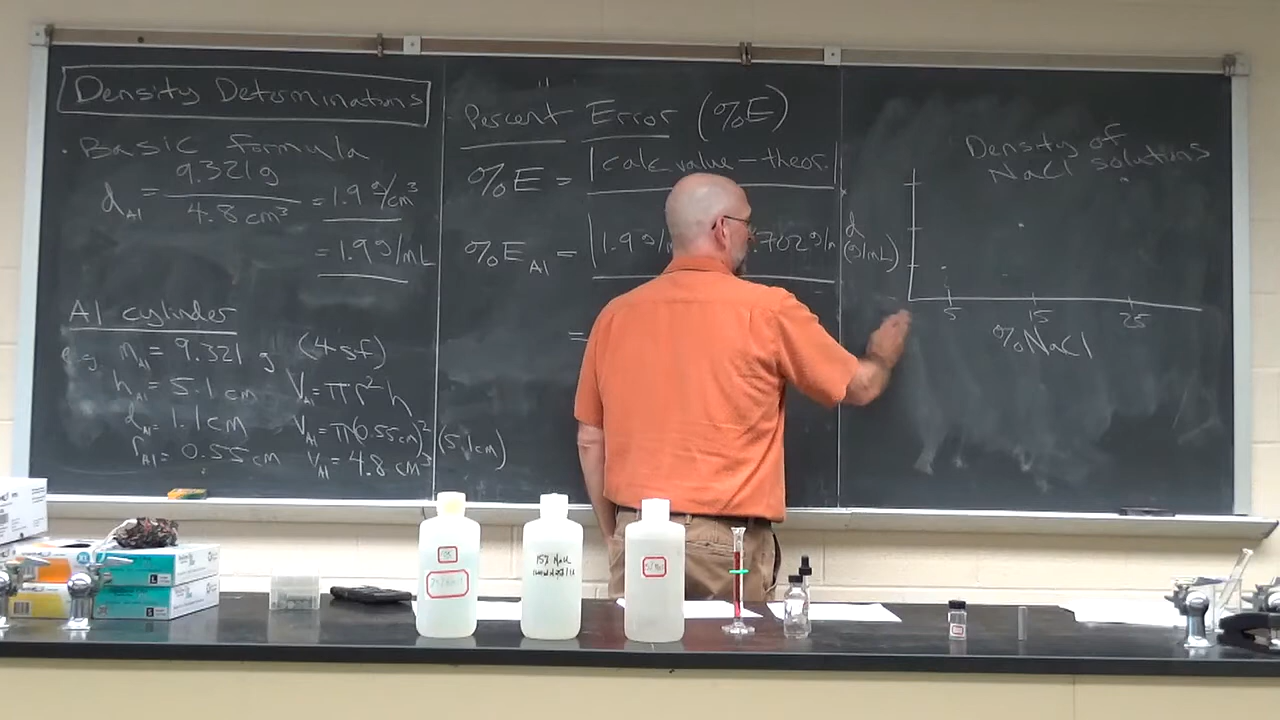 Density Determinations
· Basic formula
d_Al = 9.321 g / 4.8 cm³ = 1.9 g/cm³
= 1.9 g/mL
Al cylinder
e.g. m_Al = 9.321 g (4 sf)
h_Al = 5.1 cm
d_Al = 1.1 cm
r_Al = 0.55 cm
V_Al = πr²h
V_Al = π(0.55 cm)² (5.1 cm)
V_Al = 4.8 cm³
Percent Error (%E)
%E = |calc. value - theor.|
%E_Al = |1.9 g/ .702 g/m
=
Density of
NaCl solutions
d
(g/mL)
5 15 25
%NaCl
15% NaCl